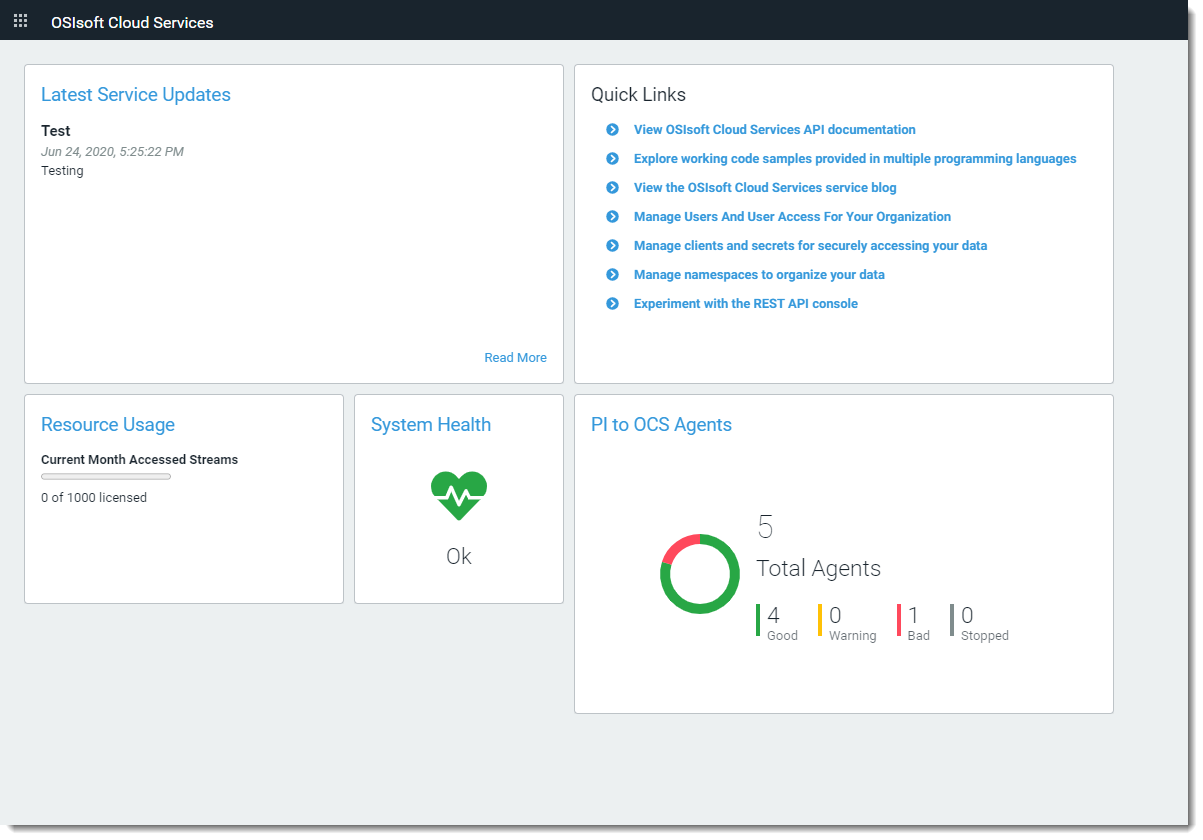 OSIsoft Cloud Services
Latest Service Updates
Test
Jun 24, 2020, 5:25:22 PM
Testing
Read More
Quick Links
View OSIsoft Cloud Services API documentation
Explore working code samples provided in multiple programming languages
View the OSIsoft Cloud Services service blog
Manage Users And User Access For Your Organization
Manage clients and secrets for securely accessing your data
Manage namespaces to organize your data
Experiment with the REST API console
Resource Usage
Current Month Accessed Streams
0 of 1000 licensed
System Health
Ok
PI to OCS Agents
5
Total Agents
4 0 1 0
Good Warning Bad Stopped